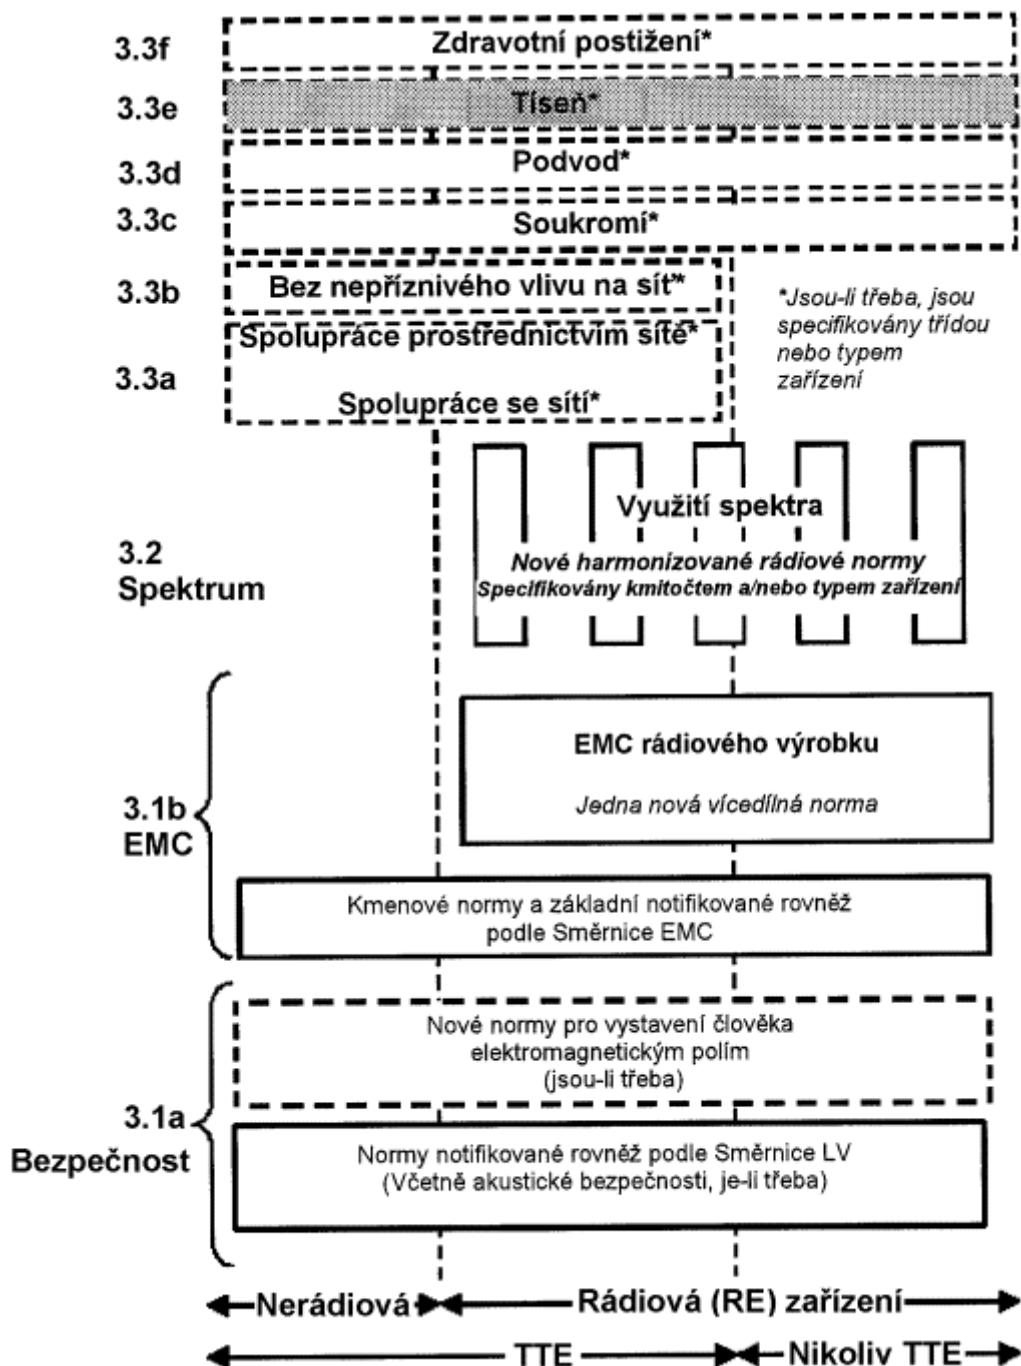 3.3f
Zdravotní postižení*
3.3e
Tíseň*
3.3d
Podvod*
3.3c
Soukromí*
3.3b
Bez nepříznivého vlivu na síť*
*Jsou-li třeba, jsou
specifikovány třídou
nebo typem
zařízení
3.3a
Spolupráce prostřednictvím sítě*
Spolupráce se sítí*
3.2
Spektrum
Využití spektra
Nové harmonizované rádiové normy
Specifikovány kmitočtem a/nebo typem zařízení
3.1b
EMC
EMC rádiového výrobku
Jedna nová vícedílná norma
Kmenové normy a základní notifikované rovněž
podle Směrnice EMC
3.1a
Bezpečnost
Nové normy pro vystavení člověka
elektromagnetickým polím
(jsou-li třeba)
Normy notifikované rovněž podle Směrnice LV
(Včetně akustické bezpečnosti, je-li třeba)
Nerádiová
Rádiová (RE) zařízení
TTE
Nikoliv TTE